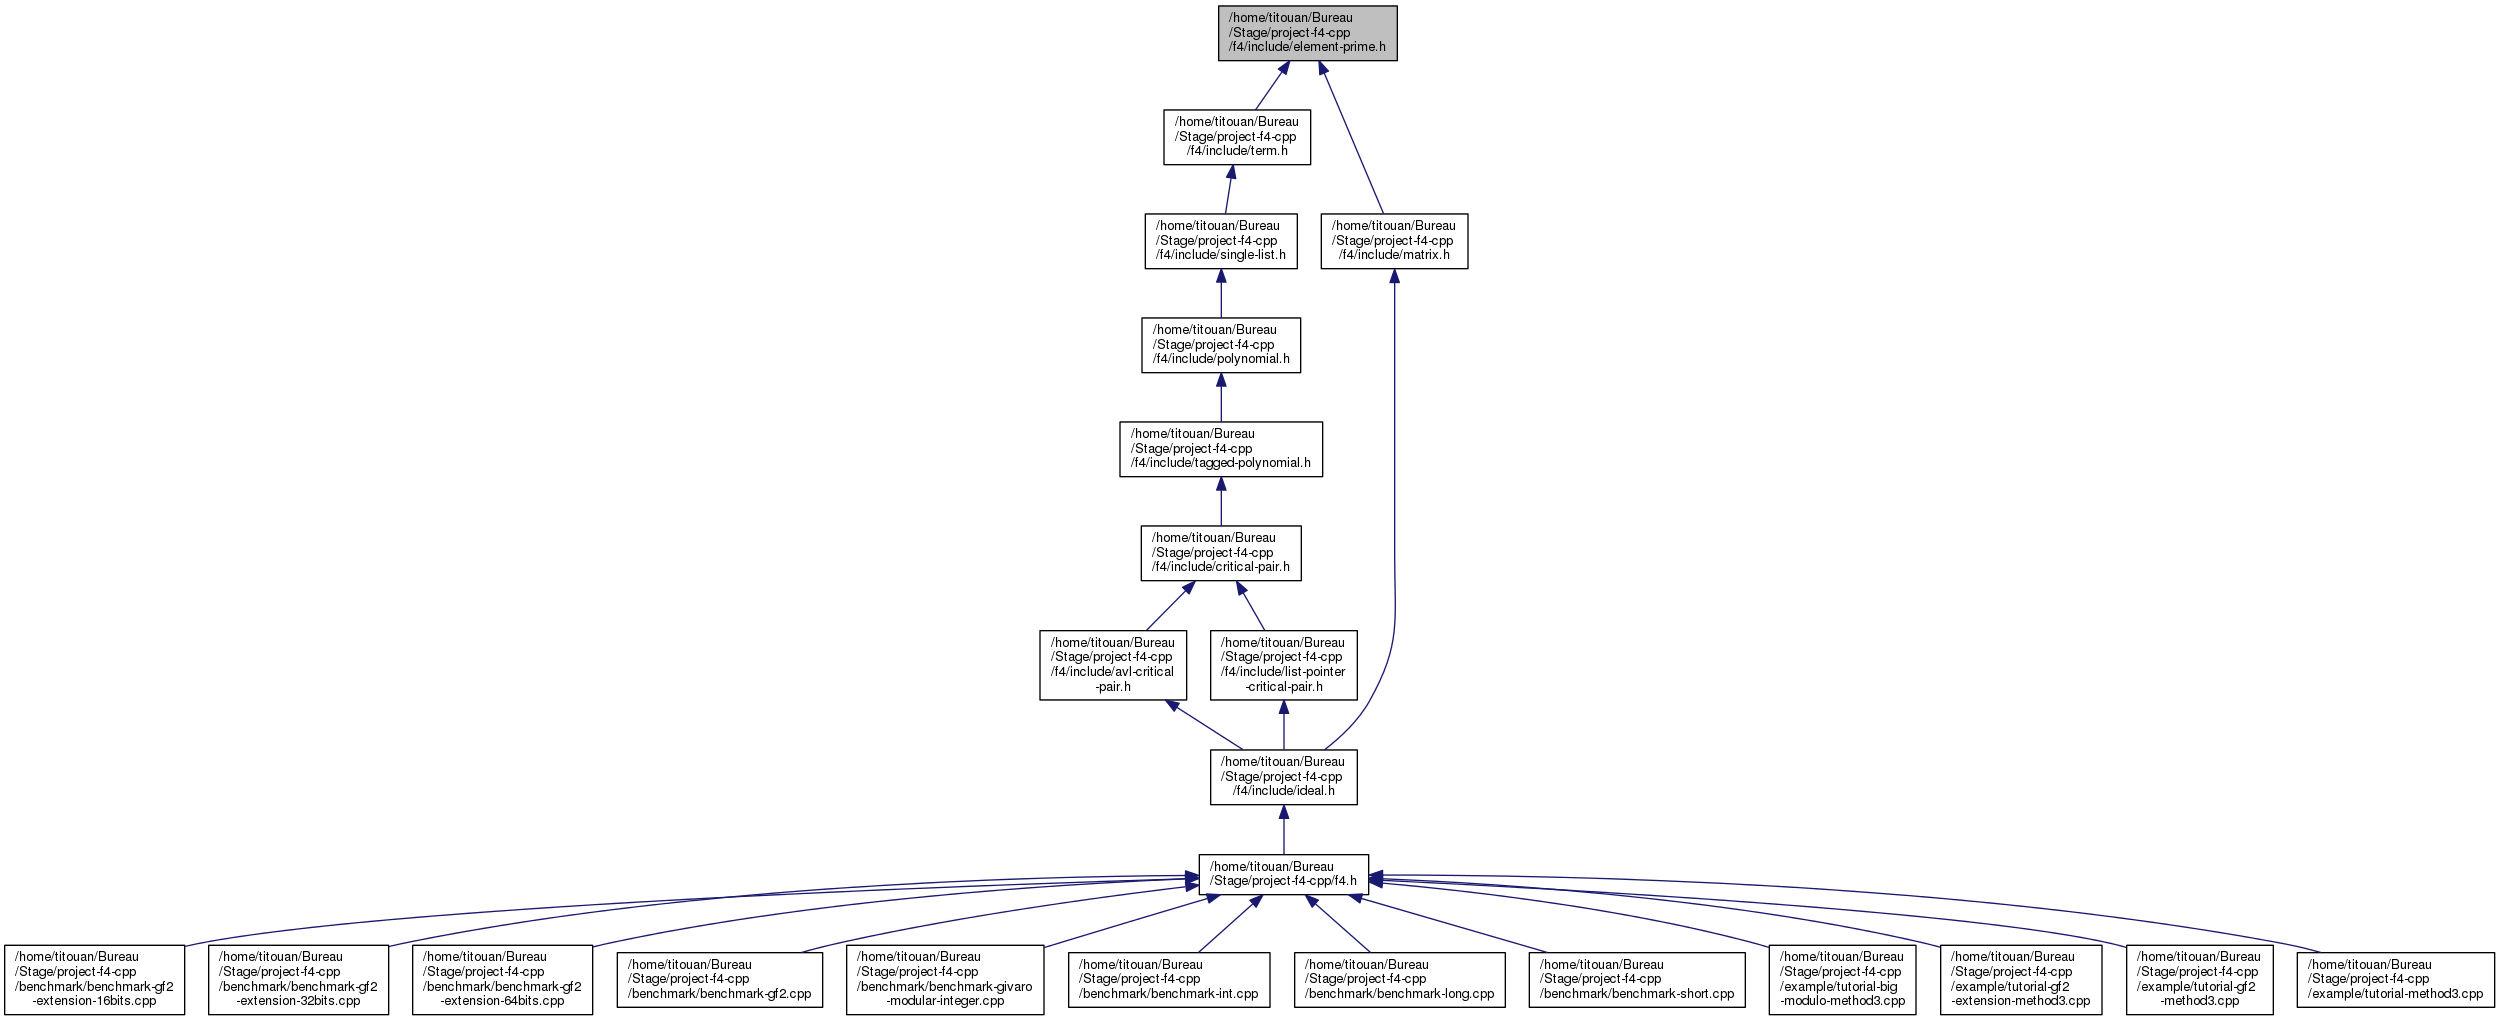 /home/titouan/Bureau
/Stage/project-f4-cpp
/f4/include/element-prime.h
/home/titouan/Bureau
/Stage/project-f4-cpp
/f4/include/term.h
/home/titouan/Bureau
/Stage/project-f4-cpp
/f4/include/single-list.h
/home/titouan/Bureau
/Stage/project-f4-cpp
/f4/include/matrix.h
/home/titouan/Bureau
/Stage/project-f4-cpp
/f4/include/polynomial.h
/home/titouan/Bureau
/Stage/project-f4-cpp
/f4/include/tagged-polynomial.h
/home/titouan/Bureau
/Stage/project-f4-cpp
/f4/include/critical-pair.h
/home/titouan/Bureau
/Stage/project-f4-cpp
/f4/include/avl-critical
-pair.h
/home/titouan/Bureau
/Stage/project-f4-cpp
/f4/include/list-pointer
-critical-pair.h
/home/titouan/Bureau
/Stage/project-f4-cpp
/f4/include/ideal.h
/home/titouan/Bureau
/Stage/project-f4-cpp/f4.h
/home/titouan/Bureau
/Stage/project-f4-cpp
/benchmark/benchmark-gf2
-extension-16bits.cpp
/home/titouan/Bureau
/Stage/project-f4-cpp
/benchmark/benchmark-gf2
-extension-32bits.cpp
/home/titouan/Bureau
/Stage/project-f4-cpp
/benchmark/benchmark-gf2
-extension-64bits.cpp
/home/titouan/Bureau
/Stage/project-f4-cpp
/benchmark/benchmark-gf2.cpp
/home/titouan/Bureau
/Stage/project-f4-cpp
/benchmark/benchmark-givaro
-modular-integer.cpp
/home/titouan/Bureau
/Stage/project-f4-cpp
/benchmark/benchmark-int.cpp
/home/titouan/Bureau
/Stage/project-f4-cpp
/benchmark/benchmark-long.cpp
/home/titouan/Bureau
/Stage/project-f4-cpp
/benchmark/benchmark-short.cpp
/home/titouan/Bureau
/Stage/project-f4-cpp
/example/tutorial-big
-modulo-method3.cpp
/home/titouan/Bureau
/Stage/project-f4-cpp
/example/tutorial-gf2
-extension-method3.cpp
/home/titouan/Bureau
/Stage/project-f4-cpp
/example/tutorial-gf2
-method3.cpp
/home/titouan/Bureau
/Stage/project-f4-cpp
/example/tutorial-method3.cpp